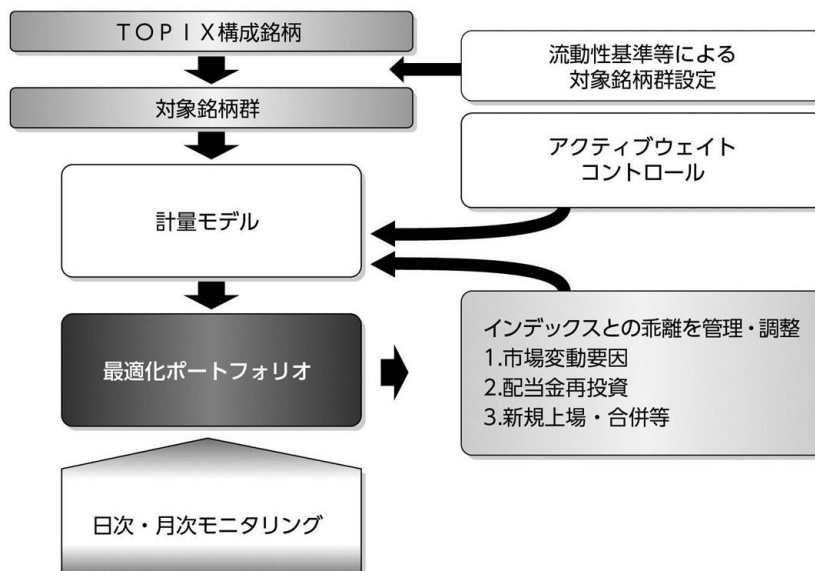 TOPIX構成銘柄
流動性基準等による
対象銘柄群設定
対象銘柄群
アクティブウェイト
コントロール
計量モデル
最適化ポートフォリオ
インデックスとの乖離を管理・調整
1.市場変動要因
2.配当金再投資
3.新規上場・合併等
日次・月次モニタリング